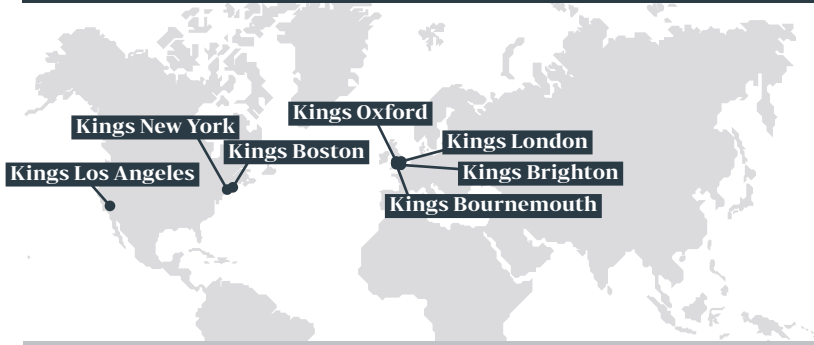 Kings Oxford
Kings New York
Kings London
Kings Boston
Kings Los Angeles
Kings Brighton
Kings Bournemouth